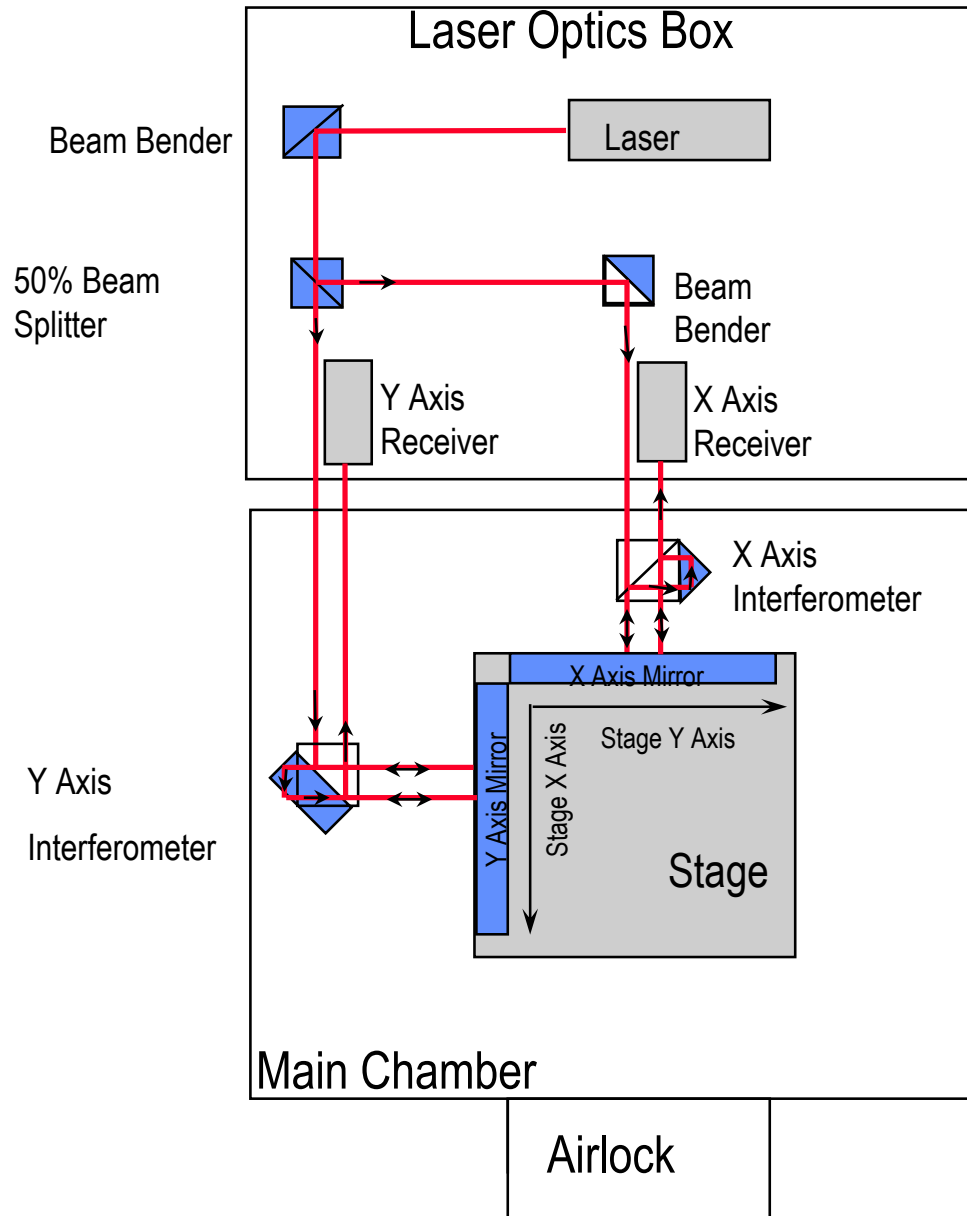 Laser Optics Box
Beam Bender
Laser
50% Beam
Splitter
Beam
Bender
Y Axis
Receiver
X Axis
Receiver
X Axis
Interferometer
X Axis Mirror
Stage Y Axis
Y Axis Mirror
Stage X Axis
Y Axis
Interferometer
Stage
Main Chamber
Airlock